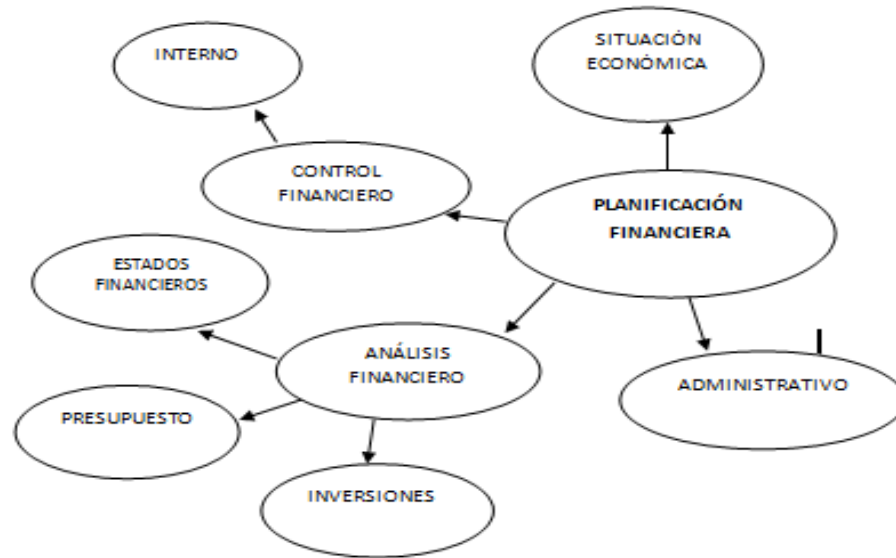 INTERNO
SITUACIÓN
ECONÓMICA
CONTROL
FINANCIERO
PLANIFICACIÓN
FINANCIERA
ESTADOS
FINANCIEROS
ANÁLISIS
FINANCIERO
ADMINISTRATIVO
PRESUPUESTO
INVERSIONES